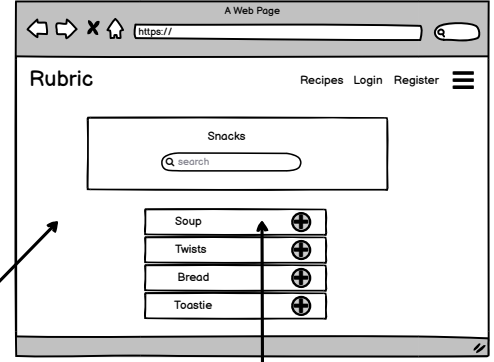 A Web Page
https://
Rubric
Recipes Login Register
Snacks
search
Soup
Twists
Bread
Toastie